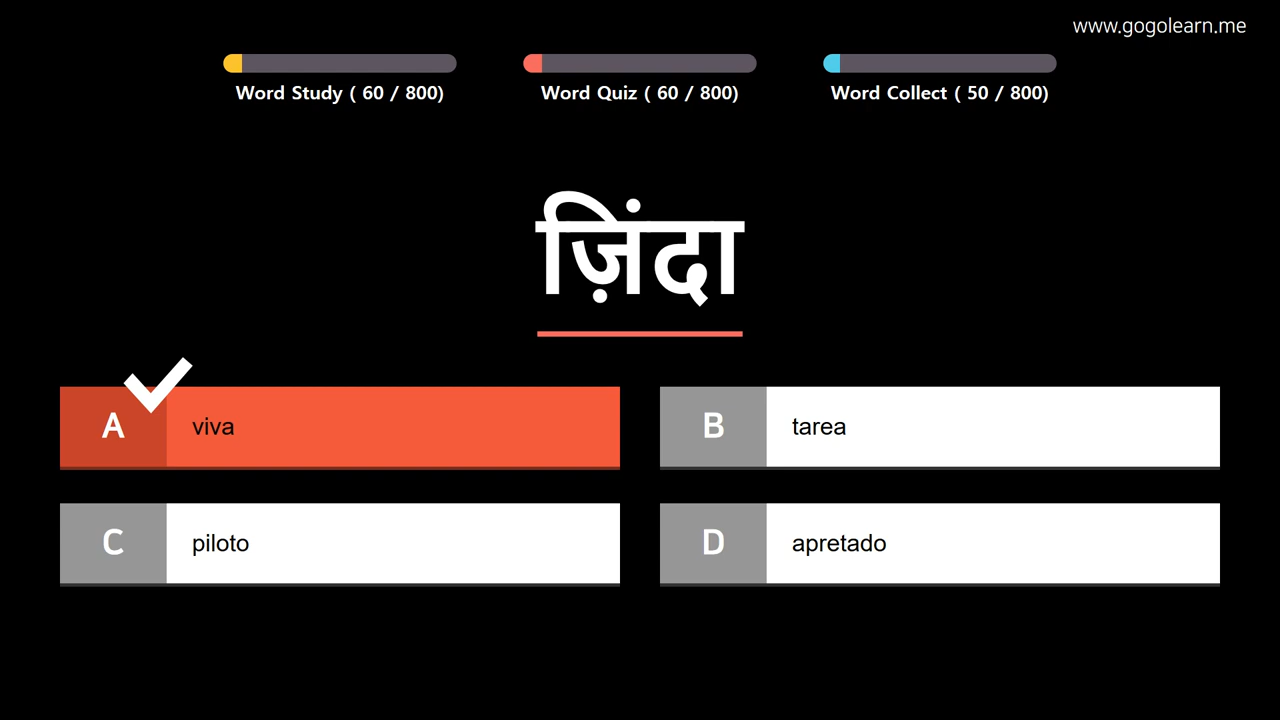 www.gogolearn.me
Word Study ( 60 / 800)
Word Quiz ( 60 / 800)
Word Collect ( 50 / 800)
ज़िंदा
A viva
B tarea
C piloto
D apretado